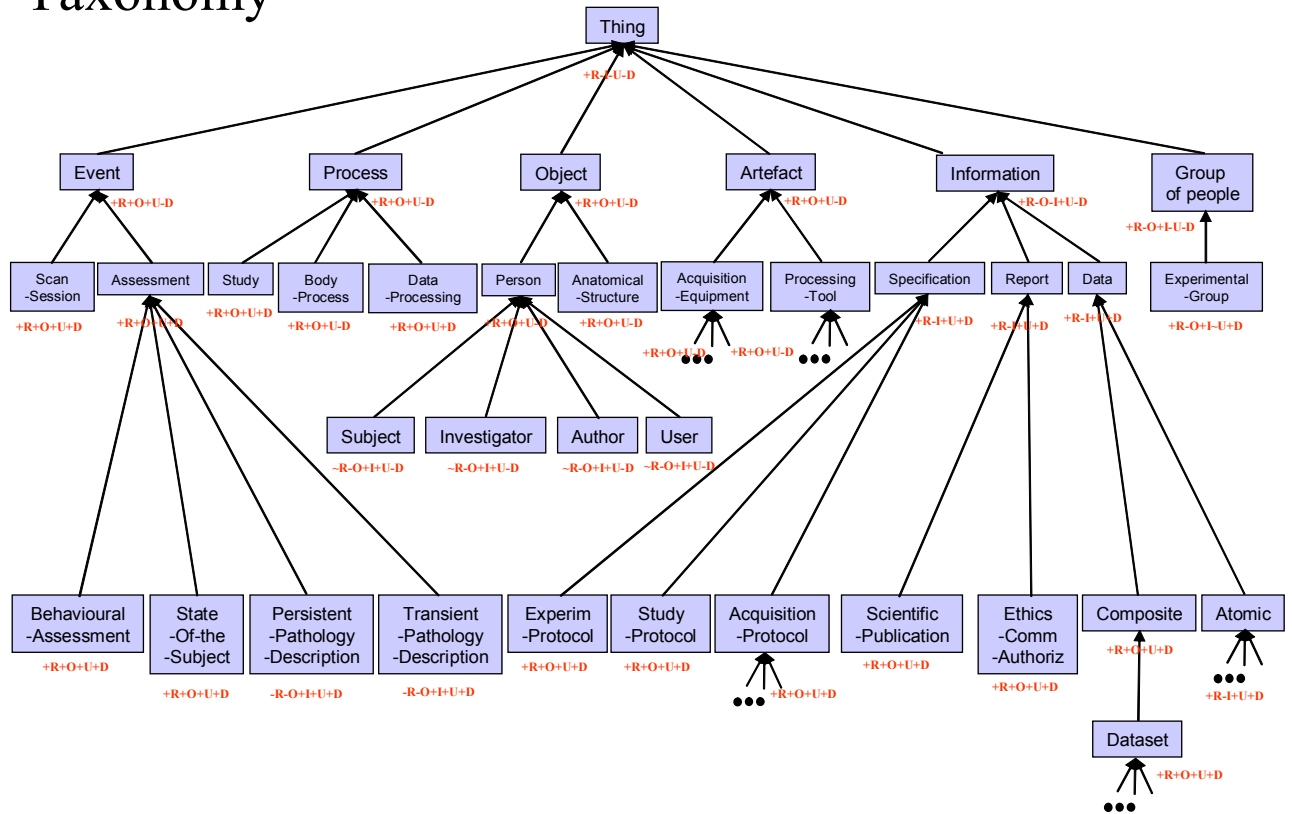 Taxonomy
Thing
+R-I-U-D
Event
+R+O+U-D
Process
+R+O+U-D
Object
+R+O+U-D
Artefact
+R+O+U-D
Information
+R-O-I+U-D
Group
of people
+R-O+I-U-D
Scan
-Session
+R+O+U+D
Assessment
+R+O+U+D
Study
+R+O+U+D
Body
-Process
+R+O+U-D
Data
-Processing
+R+O+U+D
Person
+R+O+U-D
Anatomical
-Structure
+R+O+U-D
Acquisition
-Equipment
+R+O+U-D
Processing
-Tool
+R+O+U-D
Specification
+R-I+U+D
Report
+R-I+U+D
Data
+R-I+U+D
Experimental
-Group
+R-O+I~U+D
Subject
~R-O+I+U-D
Investigator
~R-O+I+U-D
Author
~R-O+I+U-D
User
~R-O+I+U-D
Behavioural
-Assessment
+R+O+U+D
State
-Of-the
-Subject
+R+O+U+D
Persistent
-Pathology
-Description
-R-O+I+U+D
Transient
-Pathology
-Description
-R-O+I+U+D
Experim
-Protocol
+R+O+U+D
Study
-Protocol
+R+O+U+D
Acquisition
-Protocol
+R+O+U+D
Scientific
-Publication
+R+O+U+D
Ethics
-Comm
-Authoriz
+R+O+U+D
Composite
+R+O+U+D
Atomic
+R-I+U+D
Dataset
+R+O+U+D